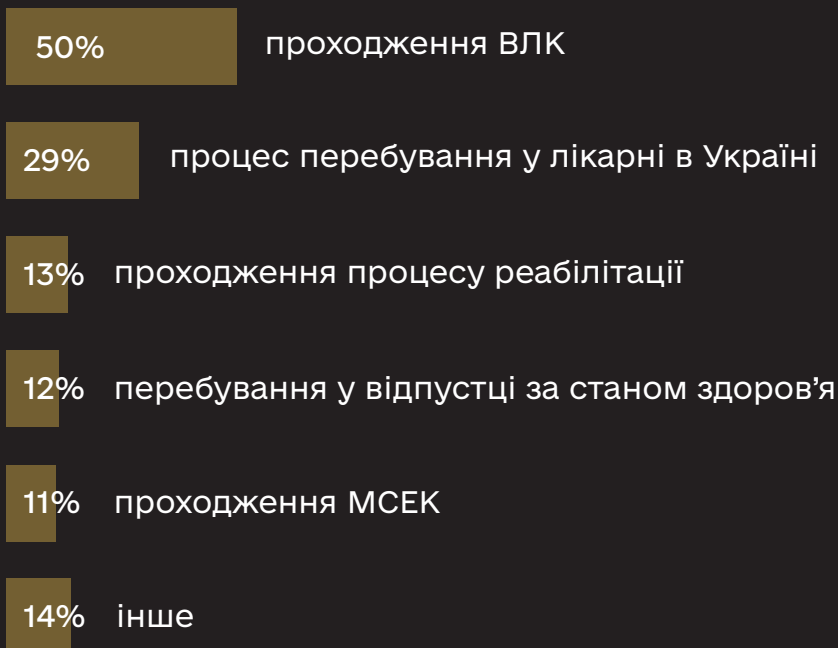 50% проходження ВЛК
29% процес перебування у лікарні в Україні
13% проходження процесу реабілітації
12% перебування у відпустці за станом здоров’я
11% проходження МСЕК
14% інше